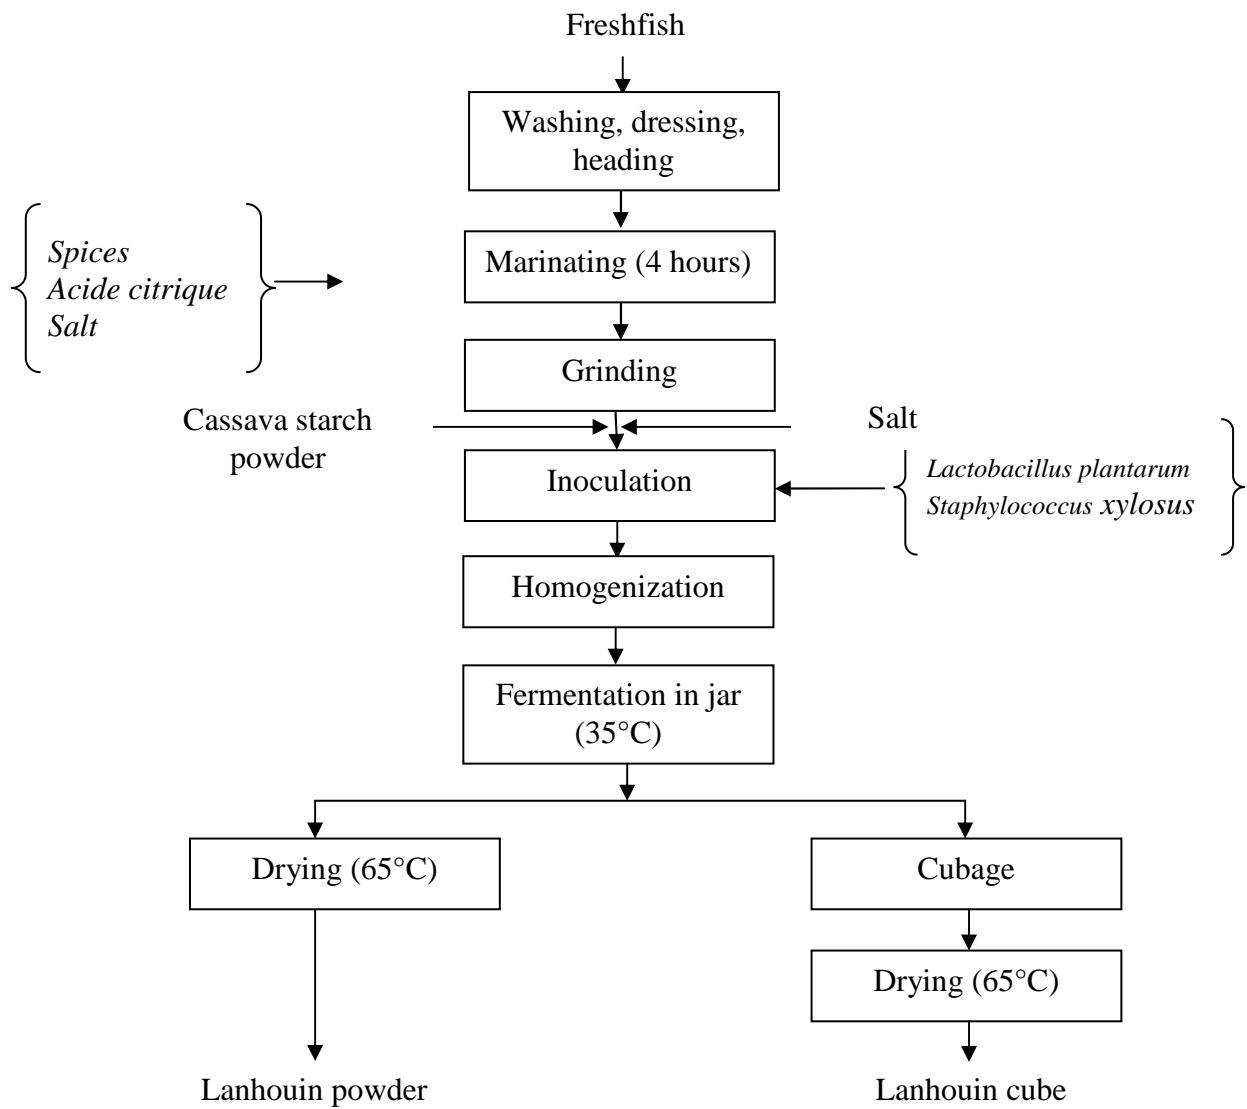 Freshfish
Washing, dressing,
heading
Spices
Acide citrique
Salt
Marinating (4 hours)
Grinding
Cassava starch
powder
Salt
Inoculation
Lactobacillus plantarum
Staphylococcus xylosus
Homogenization
Fermentation in jar
(35°C)
Drying (65°C)
Cubage
Drying (65°C)
Lanhouin powder
Lanhouin cube